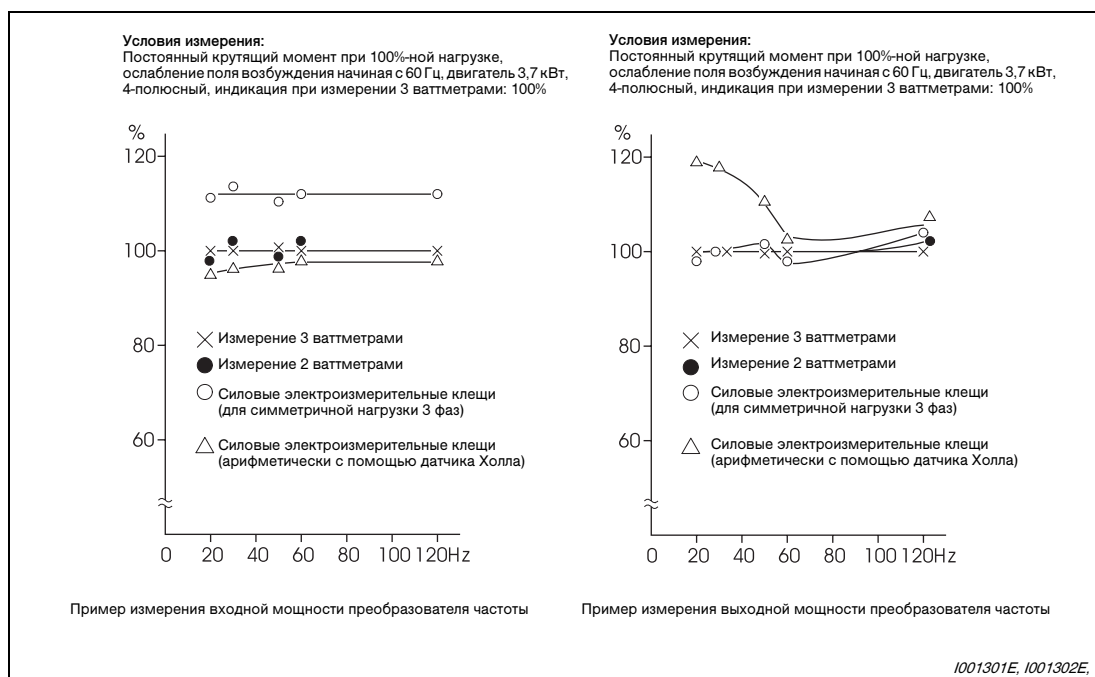 Условия измерения:
Постоянный крутящий момент при 100%-ной нагрузке,
ослабление поля возбуждения начиная с 60 Гц, двигатель 3,7 кВт,
4-полюсный, индикация при измерении 3 ваттметрами: 100%
%
120
100
80
60
Измерение 3 ваттметрами
Измерение 2 ваттметрами
Силовые электроизмерительные клещи
(для симметричной нагрузки 3 фаз)
Силовые электроизмерительные клещи
(арифметически с помощью датчика Холла)
0 20 40 60 80 100 120Hz
Пример измерения входной мощности преобразователя частоты
Условия измерения:
Постоянный крутящий момент при 100%-ной нагрузке,
ослабление поля возбуждения начиная с 60 Гц, двигатель 3,7 кВт,
4-полюсный, индикация при измерении 3 ваттметрами: 100%
%
120
100
80
60
Измерение 3 ваттметрами
Измерение 2 ваттметрами
Силовые электроизмерительные клещи
(для симметричной нагрузки 3 фаз)
Силовые электроизмерительные клещи
(арифметически с помощью датчика Холла)
0 20 40 60 80 100 120Hz
Пример измерения выходной мощности преобразователя частоты
I001301E, I001302E,